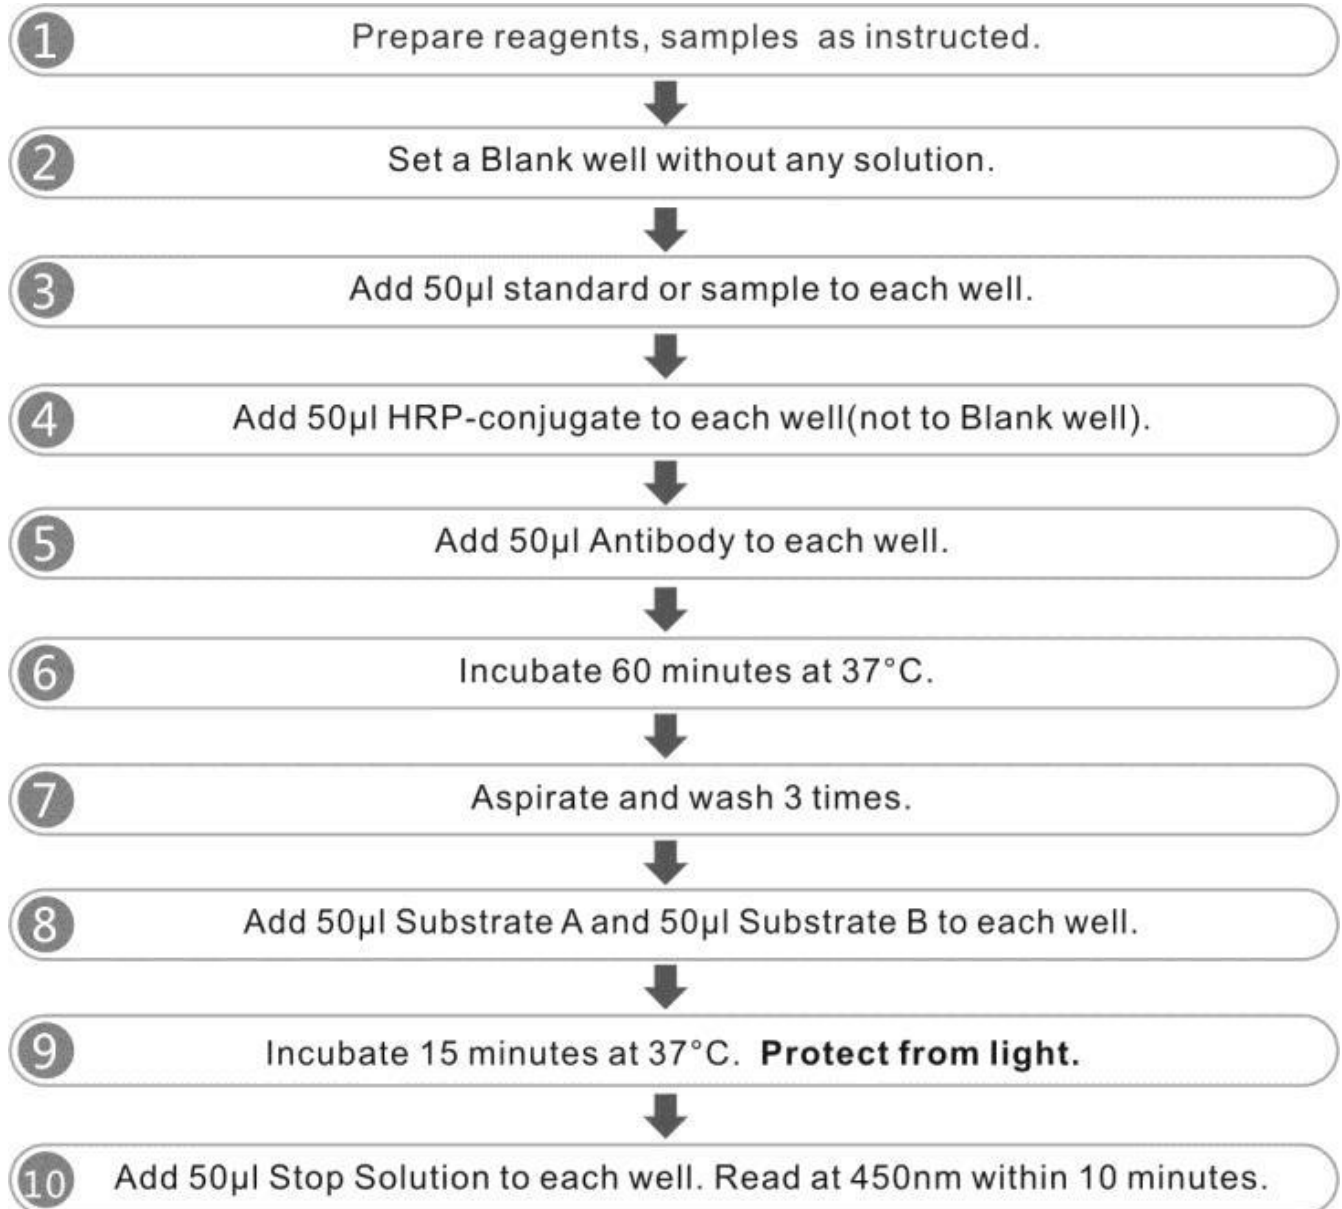 1 Prepare reagents, samples as instructed.
2 Set a Blank well without any solution.
3 Add 50µl standard or sample to each well.
4 Add 50µl HRP-conjugate to each well(not to Blank well).
5 Add 50µl Antibody to each well.
6 Incubate 60 minutes at 37°C.
7 Aspirate and wash 3 times.
8 Add 50µl Substrate A and 50µl Substrate B to each well.
9 Incubate 15 minutes at 37°C. Protect from light.
10 Add 50µl Stop Solution to each well. Read at 450nm within 10 minutes.